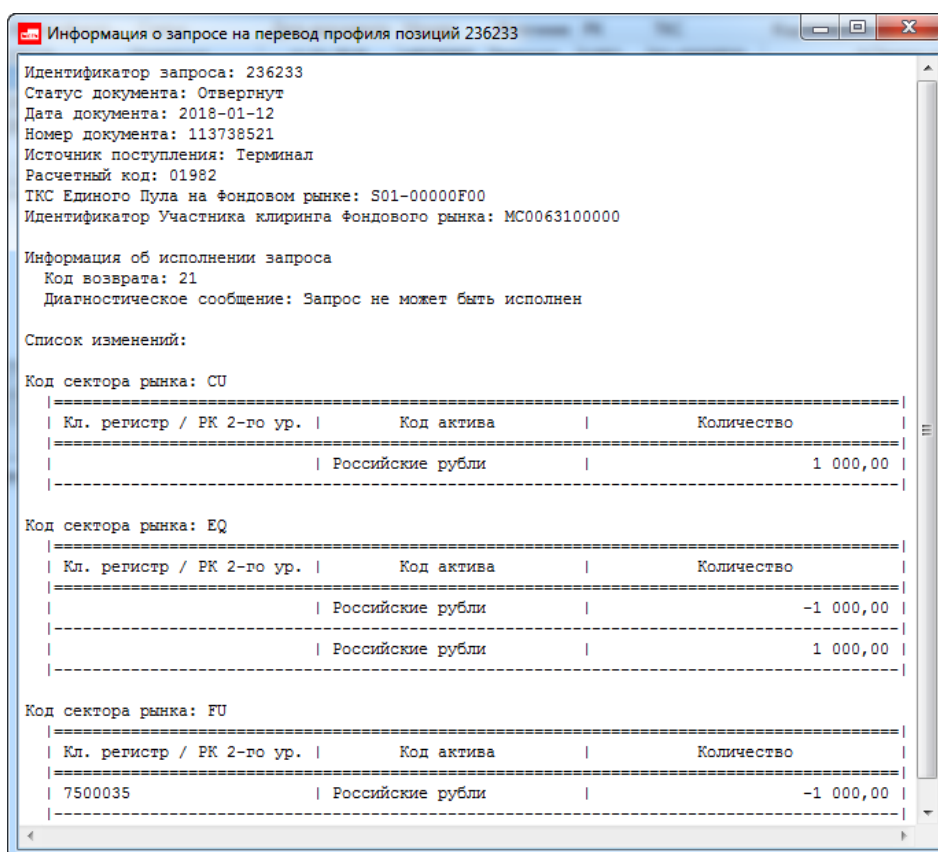 Информация о запросе на перевод профиля позиций 236233
Идентификатор запроса: 236233
Статус документа: Отвергнут
Дата документа: 2018-01-12
Номер документа: 113738521
Источник поступления: Терминал
Расчетный код: 01982
ТКС Единого Пула на Фондовом рынке: S01-00000F00
Идентификатор Участника клиринга Фондового рынка: MC0063100000
Информация об исполнении запроса
Код возврата: 21
Диагностическое сообщение: Запрос не может быть исполнен
Список изменений:
Код сектора рынка: CU
| Кл. регистр / РК 2-го ур. | Код актива | Количество |
| | Российские рубли | 1 000,00 |
Код сектора рынка: EQ
| Кл. регистр / РК 2-го ур. | Код актива | Количество |
| | Российские рубли | -1 000,00 |
| | Российские рубли | 1 000,00 |
Код сектора рынка: FU
| Кл. регистр / РК 2-го ур. | Код актива | Количество |
| 7500035 | Российские рубли | -1 000,00 |